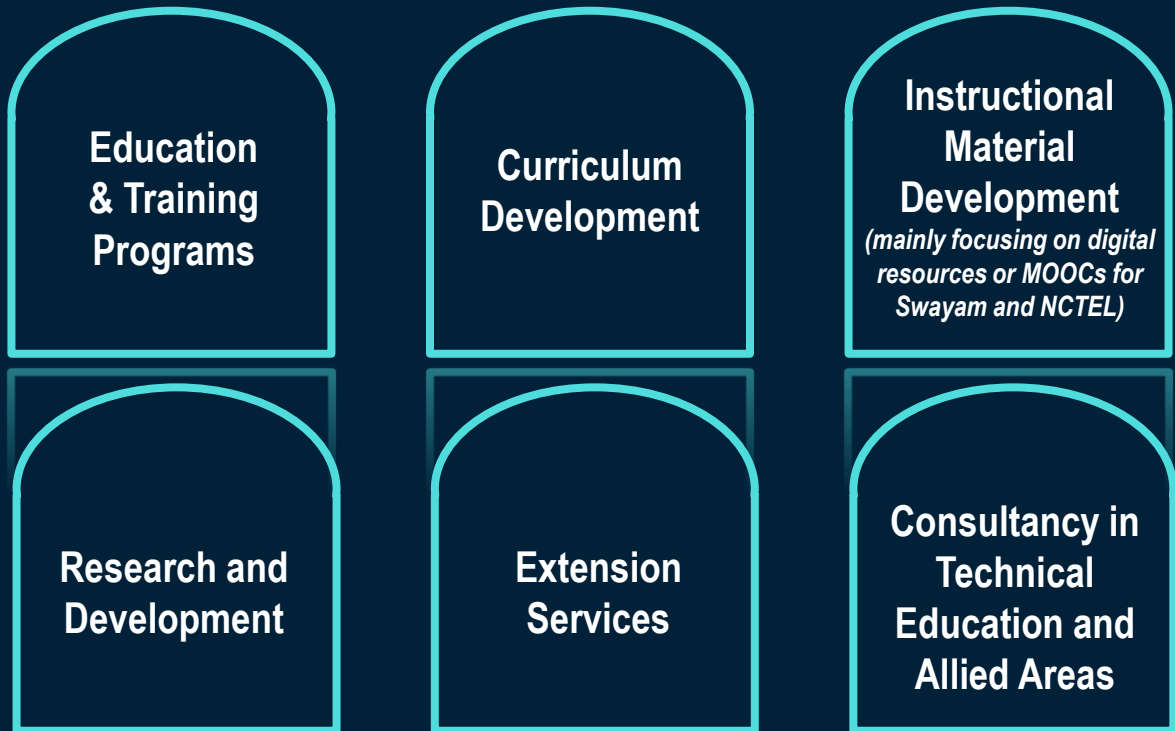 Education
& Training
Programs
Curriculum
Development
Instructional
Material
Development
(mainly focusing on digital
resources or MOOCs for
Swayam and NCTEL)
Research and
Development
Extension
Services
Consultancy in
Technical
Education and
Allied Areas